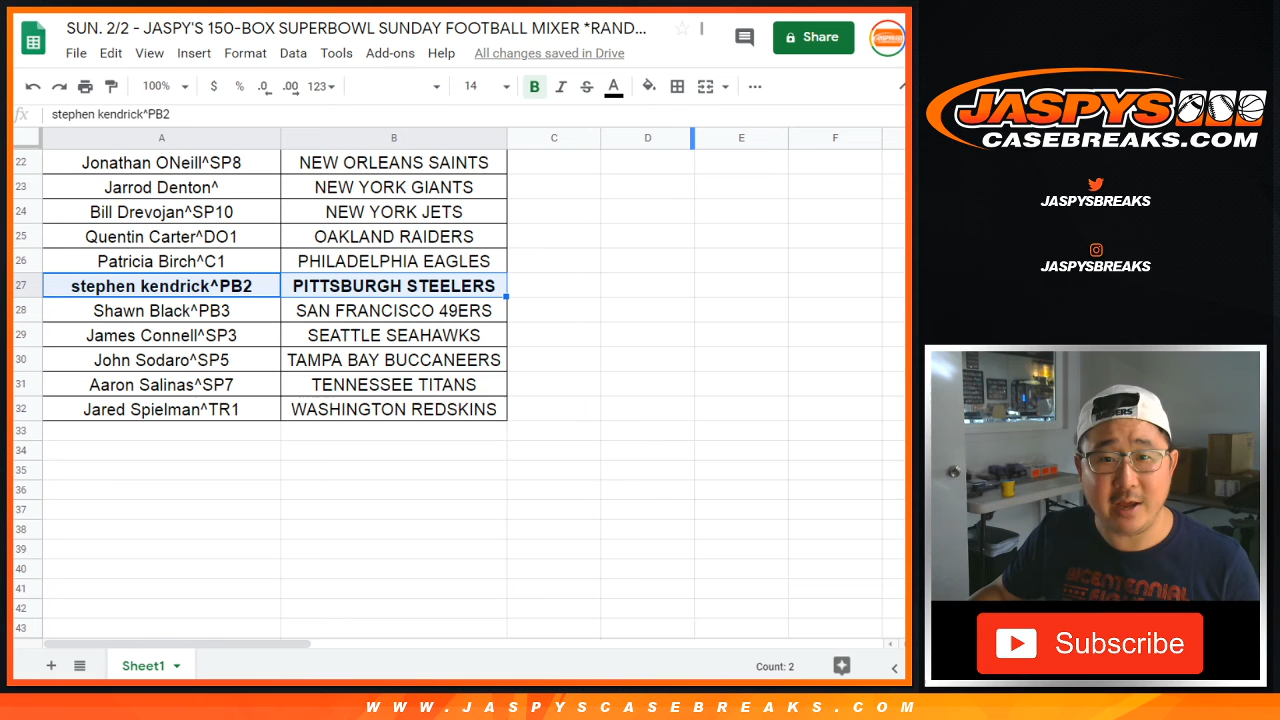 SUN. 2/2 - JASPY'S 150-BOX SUPERBOWL SUNDAY FOOTBALL MIXER *RAND...
Share
File Edit View Insert Format Data Tools Add-ons Help All changes saved in Drive
100% $ % .0 .00 123 14 B I S A
fx stephen kendrick^PB2
A B C D E F
22 Jonathan ONeill^SP8 NEW ORLEANS SAINTS
23 Jarrod Denton^ NEW YORK GIANTS
24 Bill Drevojan^SP10 NEW YORK JETS
25 Quentin Carter^DO1 OAKLAND RAIDERS
26 Patricia Birch^C1 PHILADELPHIA EAGLES
27 stephen kendrick^PB2 PITTSBURGH STEELERS
28 Shawn Black^PB3 SAN FRANCISCO 49ERS
29 James Connell^SP3 SEATTLE SEAHAWKS
30 John Sodaro^SP5 TAMPA BAY BUCCANEERS
31 Aaron Salinas^SP7 TENNESSEE TITANS
32 Jared Spielman^TR1 WASHINGTON REDSKINS
33
34
35
36
37
38
39
40
41
42
43
Sheet1
Count: 2
JASPYS
CASEBREAKS.COM
JASPYSBREAKS
JASPYSBREAKS
BICENTENNIAL
Subscribe
WWW.JASPYSCASEBREAKS.COM